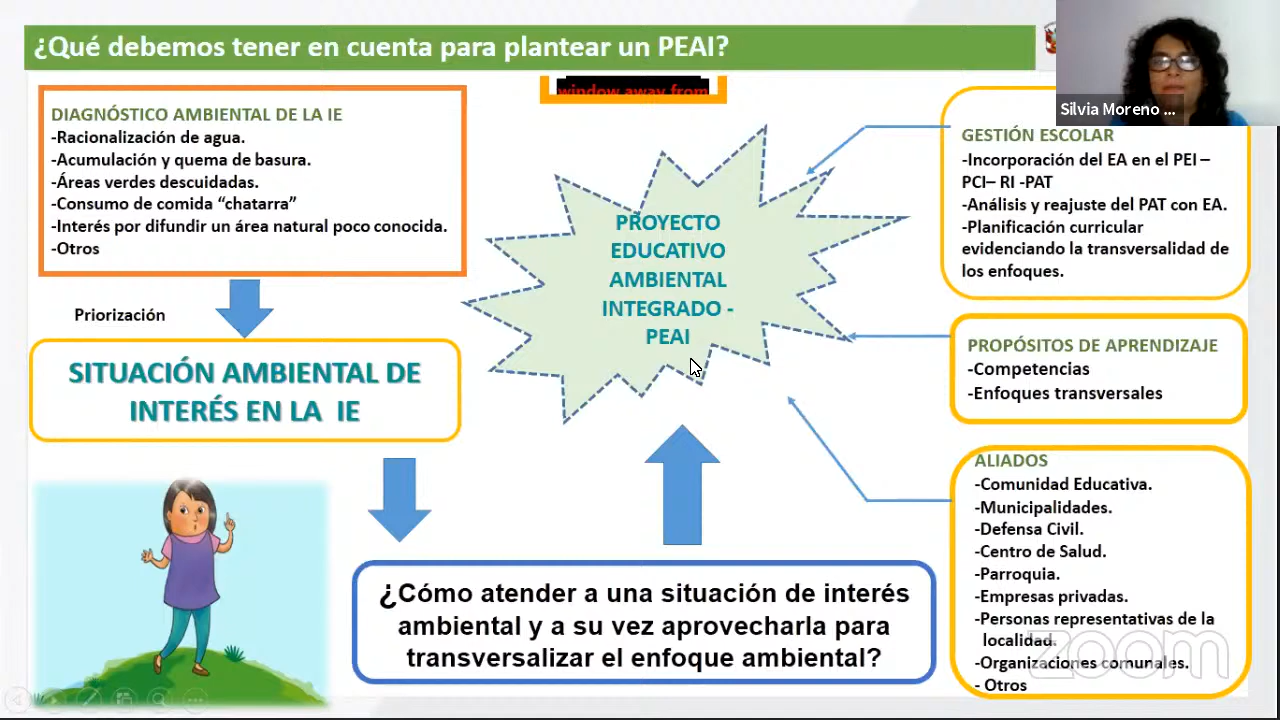 ¿Qué debemos tener en cuenta para plantear un PEAI?
window away from
Silvia Moreno ...
DIAGNÓSTICO AMBIENTAL DE LA IE
-Racionalización de agua.
-Acumulación y quema de basura.
-Áreas verdes descuidadas.
-Consumo de comida “chatarra”
-Interés por difundir un área natural poco conocida.
-Otros
Priorización
SITUACIÓN AMBIENTAL DE
INTERÉS EN LA IE
PROYECTO
EDUCATIVO
AMBIENTAL
INTEGRADO -
PEAI
¿Cómo atender a una situación de interés
ambiental y a su vez aprovecharla para
transversalizar el enfoque ambiental?
GESTIÓN ESCOLAR
-Incorporación del EA en el PEI –
PCI– RI -PAT
-Análisis y reajuste del PAT con EA.
-Planificación curricular
evidenciando la transversalidad de
los enfoques.
PROPÓSITOS DE APRENDIZAJE
-Competencias
-Enfoques transversales
ALIADOS
-Comunidad Educativa.
-Municipalidades.
-Defensa Civil.
-Centro de Salud.
-Parroquia.
-Empresas privadas.
-Personas representativas de la
localidad.
-Organizaciones comunales.
- Otros
zoom